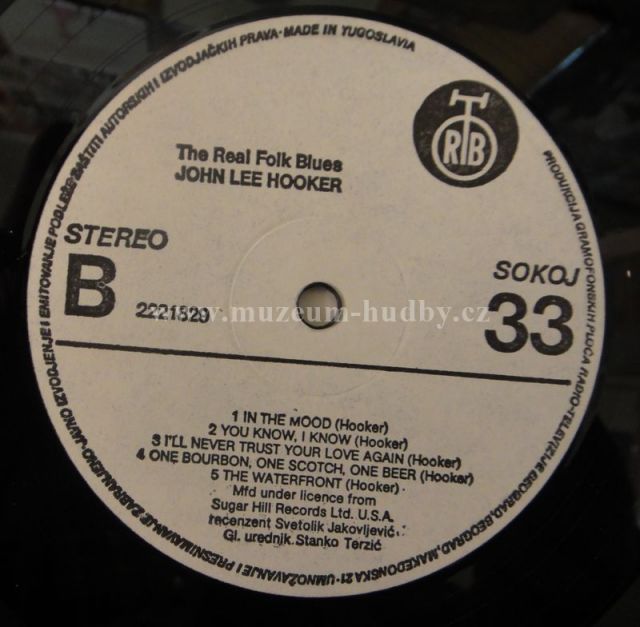 PRODUKCIJA GRAMOFONSKIH PLOČA RADIO-TELEVIZIJE BEOGRAD, BEOGRAD, MAKEDONSKA 21-UMNOŽAVANJE I PRESNIMAVANJE ZABRANJENO-JAVNO IZVOĐENJE I EMITOVANJE PODLEŽE ZAŠTITI AUTORSKIH I IZVOĐAČKIH PRAVA-MADE IN YUGOSLAVIA
RTB
The Real Folk Blues
JOHN LEE HOOKER
STEREO
SOKOJ
B
2221829
33
www.muzeum-hudby.cz
1 IN THE MOOD (Hooker)
2 YOU KNOW, I KNOW (Hooker)
3 I'LL NEVER TRUST YOUR LOVE AGAIN (Hooker)
4 ONE BOURBON, ONE SCOTCH, ONE BEER (Hooker)
5 THE WATERFRONT (Hooker)
Mfd under licence from
Sugar Hill Records Ltd. U.S.A.
recenzent Svetolik Jakovljević
Gl. urednik Stanko Terzić